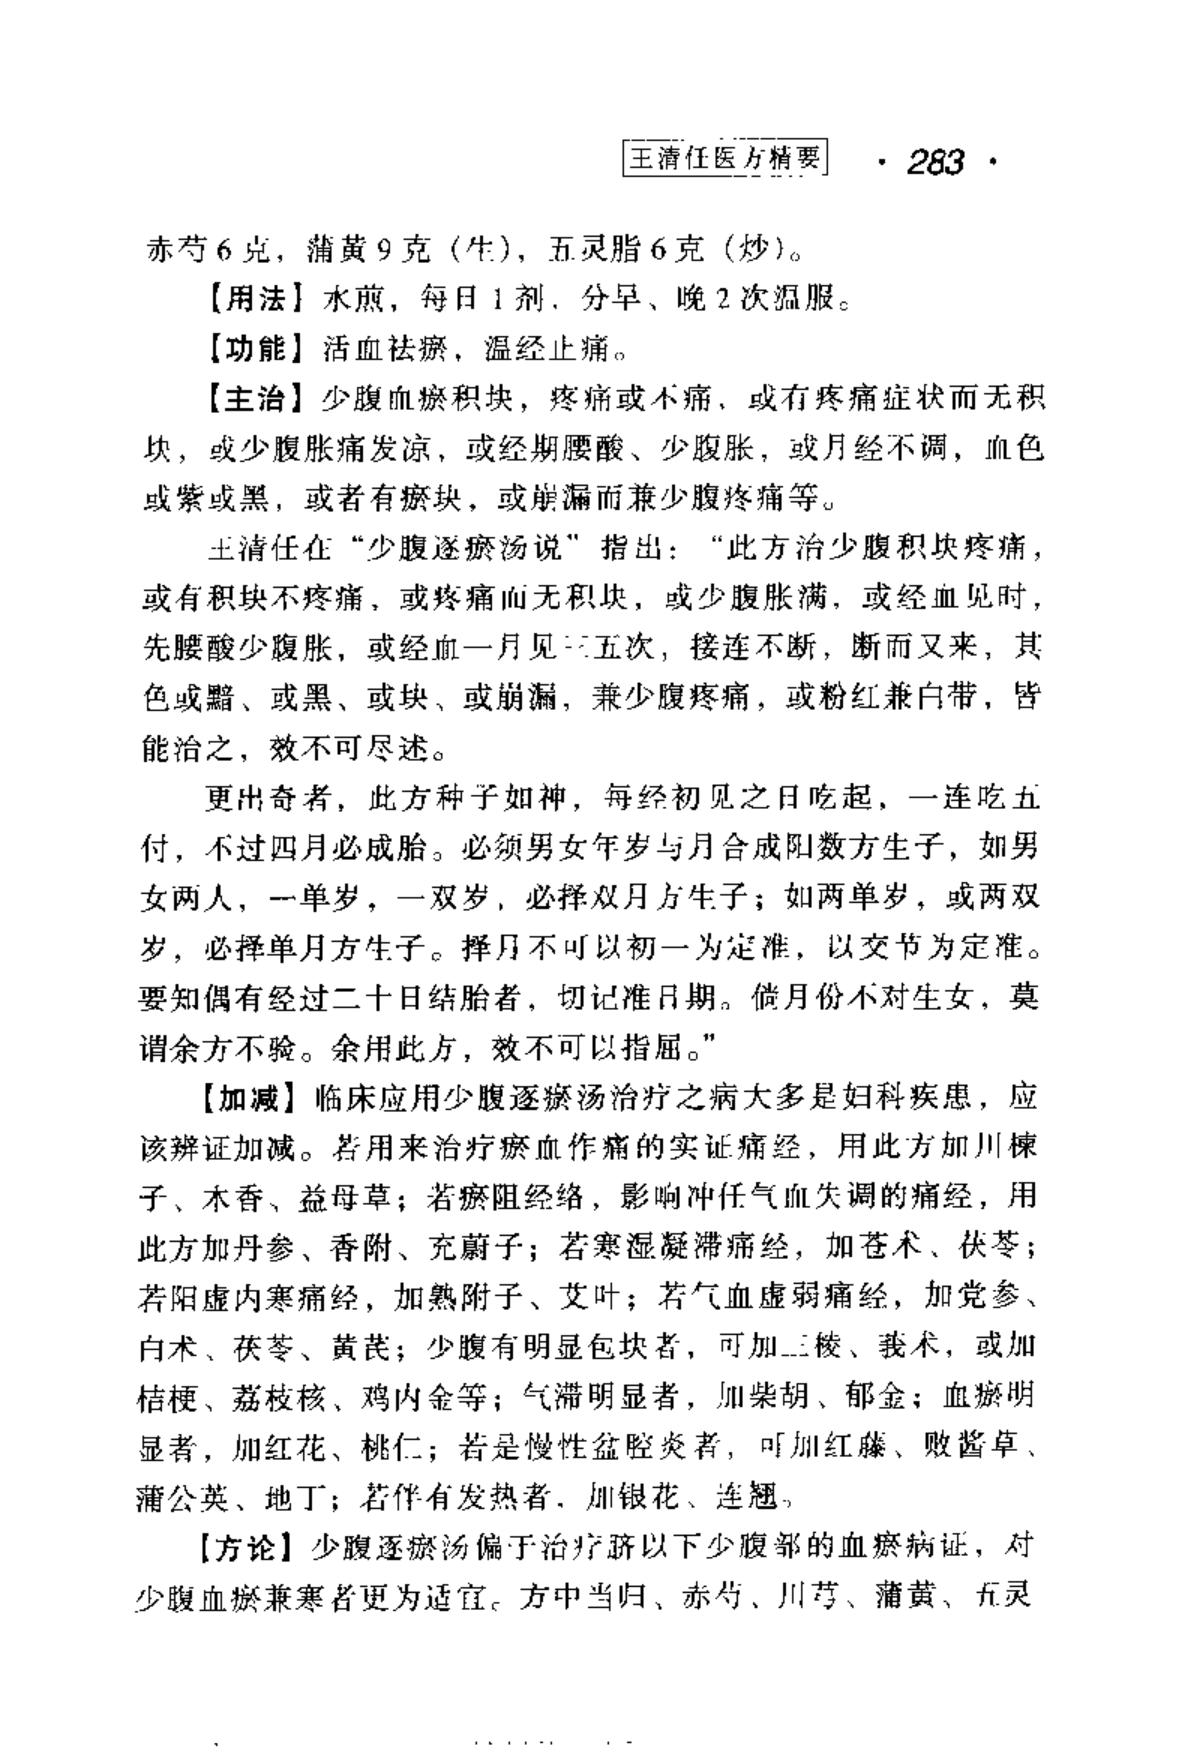 王清任医方精要 · 283 ·
赤芍6克，蒲黄9克（生），五灵脂6克（炒）。
【用法】水煎，每日1剂，分早、晚2次温服。
【功能】活血祛瘀，温经止痛。
【主治】少腹血瘀积块，疼痛或不痛，或有疼痛症状而无积
块，或少腹胀痛发凉，或经期腰酸、少腹胀，或月经不调，血色
或紫或黑，或者有瘀块，或崩漏而兼少腹疼痛等。
王清任在“少腹逐瘀汤说”指出：“此方治少腹积块疼痛，
或有积块不疼痛，或疼痛而无积块，或少腹胀满，或经血见时，
先腰酸少腹胀，或经血一月见三五次，接连不断，断而又来，其
色或黯、或黑、或块、或崩漏，兼少腹疼痛，或粉红兼白带，皆
能治之，效不可尽述。
更出奇者，此方种子如神，每经初见之日吃起，一连吃五
付，不过四月必成胎。必须男女年岁与月合成阳数方生子，如男
女两人，一单岁，一双岁，必择双月方生子；如两单岁，或两双
岁，必择单月方生子。择月不可以初一为定准，以交节为定准。
要知偶有经过二十日结胎者，切记准日期。倘月份不对生女，莫
谓余方不验。余用此方，效不可以指屈。”
【加减】临床应用少腹逐瘀汤治疗之病大多是妇科疾患，应
该辨证加减。若用来治疗瘀血作痛的实证痛经，用此方加川楝
子、木香、益母草；若瘀阻经络，影响冲任气血失调的痛经，用
此方加丹参、香附、充蔚子；若寒湿凝滞痛经，加苍术、茯苓；
若阳虚内寒痛经，加熟附子、艾叶；若气血虚弱痛经，加党参、
白术、茯苓、黄芪；少腹有明显包块者，可加三棱、莪术，或加
桔梗、荔枝核、鸡内金等；气滞明显者，加柴胡、郁金；血瘀明
显者，加红花、桃仁；若是慢性盆腔炎者，可加红藤、败酱草、
蒲公英、地丁；若伴有发热者，加银花、连翘。
【方论】少腹逐瘀汤偏于治疗脐以下少腹部的血瘀病证，对
少腹血瘀兼寒者更为适宜。方中当归、赤芍、川芎、蒲黄、五灵